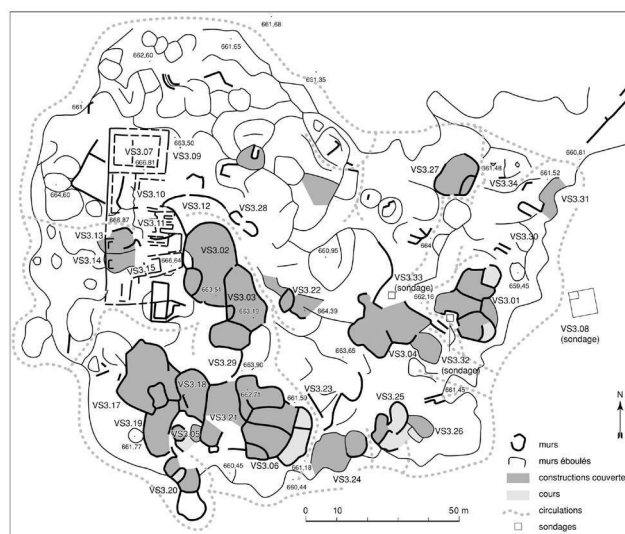 661,68
662,60
661,65
661,35
661
660,81
663,50
VS3.07
666,81
VS3.09
VS3.27
661,48
VS3.34
661,52
VS3.31
664,60
VS3.10
VS3.12
VS3.28
666,87
VS3.11
VS3.13
VS3.30
VS3.02
664
VS3.14
VS3.15
666,64
660,95
VS3.33
(sondage)
659,45
VS3.22
662,16
VS3.01
VS3.03
663,19
664,39
VS3.08
(sondage)
VS3.04
VS3.32
(sondage)
663,65
VS3.29
663,90
VS3.18
VS3.23
661,45
VS3.25
VS3.17
662,71
661,59
VS3.21
VS3.19
VS3.05
VS3.26
661,77
VS3.06
661,18
VS3.24
660,45
660,44
VS3.20
N
murs
murs éboulés
constructions couverte
cours
circulations
sondages
0 10 50 m